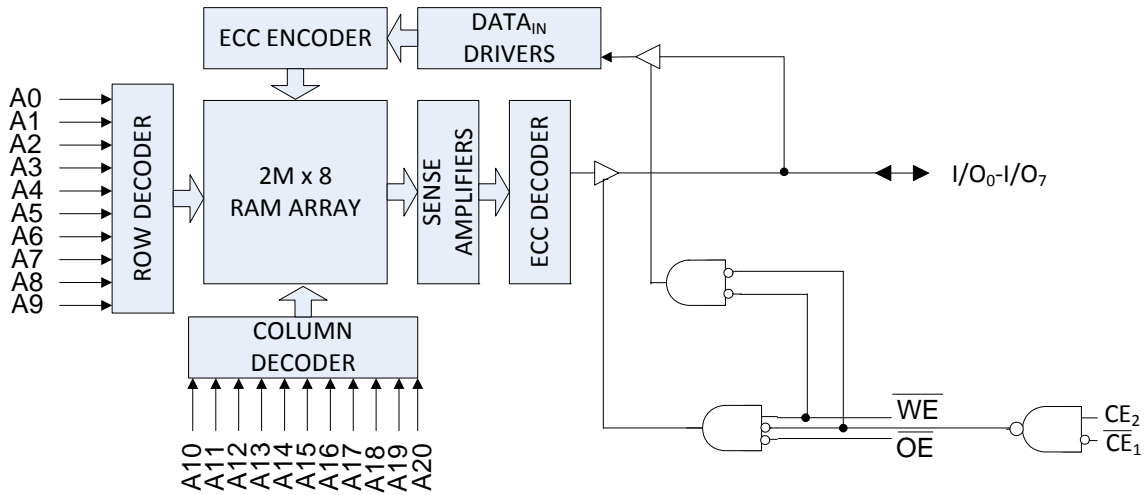 ECC ENCODER
DATAIN
DRIVERS
A0
A1
A2
A3
A4
A5
A6
A7
A8
A9
ROW DECODER
2M x 8
RAM ARRAY
SENSE
AMPLIFIERS
ECC DECODER
I/O0-I/O7
COLUMN
DECODER
A10
A11
A12
A13
A14
A15
A16
A17
A18
A19
A20
WE
OE
CE2
CE1